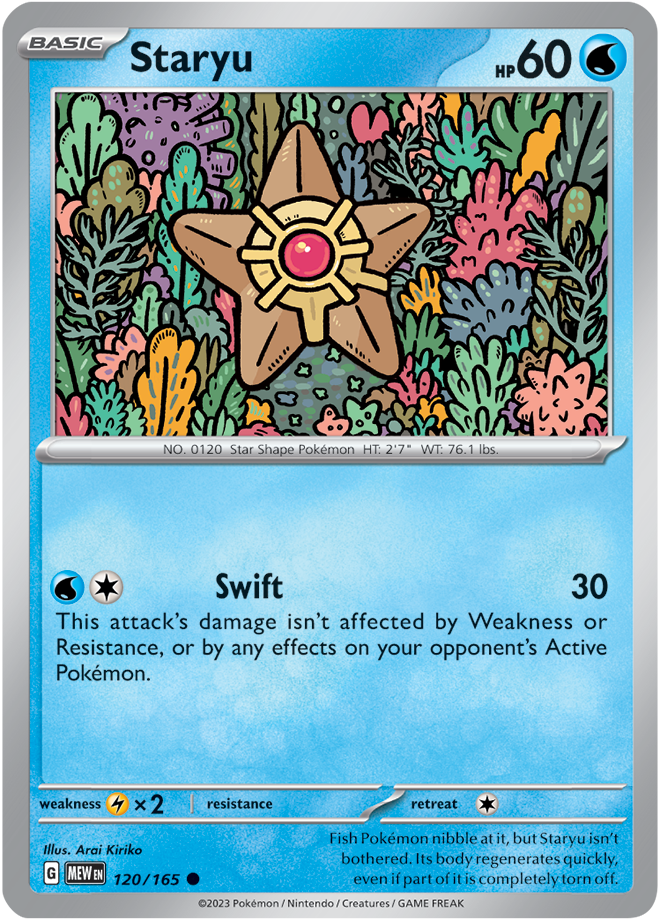 BASIC
Staryu
HP 60
NO. 0120 Star Shape Pokémon HT: 2'7" WT: 76.1 lbs.
Swift 30
This attack's damage isn't affected by Weakness or
Resistance, or by any effects on your opponent's Active
Pokémon.
weakness ×2 resistance retreat
Illus. Arai Kiriko
Fish Pokémon nibble at it, but Staryu isn't
bothered. Its body regenerates quickly,
even if part of it is completely torn off.
G MEW EN 120/165
©2023 Pokémon / Nintendo / Creatures / GAME FREAK